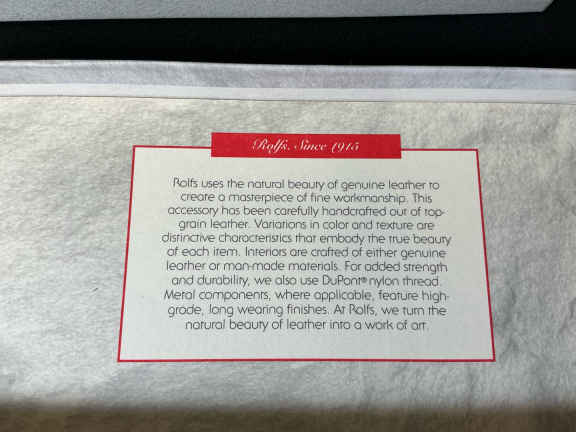 Rolfs. Since 1915
Rolfs uses the natural beauty of genuine leather to
create a masterpiece of fine workmanship. This
accessory has been carefully handcrafted out of top-
grain leather. Variations in color and texture are
distinctive characteristics that embody the true beauty
of each item. Interiors are crafted of either genuine
leather or man-made materials. For added strength
and durability, we also use DuPont® nylon thread.
Metal components, where applicable, feature high-
grade, long wearing finishes. At Rolfs, we turn the
natural beauty of leather into a work of art.